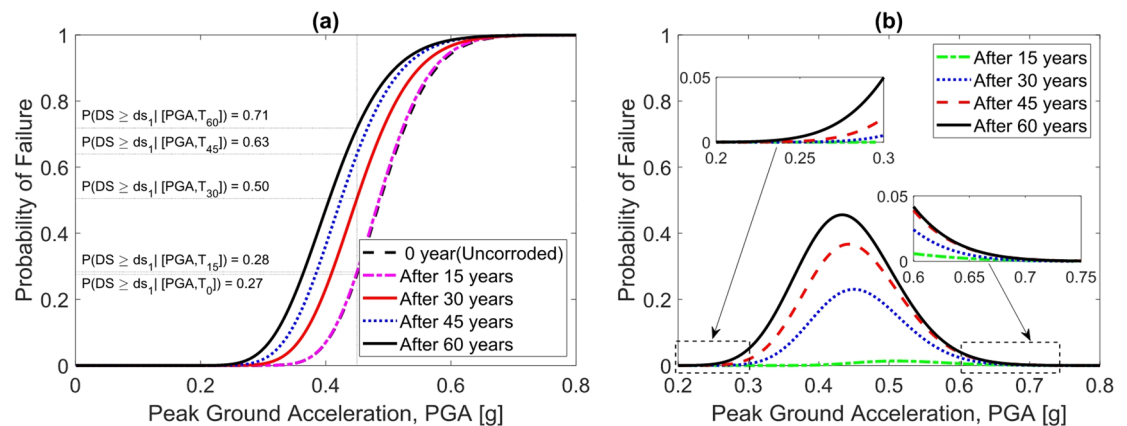 (a)
Probability of Failure
1
0.8
0.6
0.4
0.2
0
P(DS ≥ ds1| [PGA,T60]) = 0.71
P(DS ≥ ds1| [PGA,T45]) = 0.63
P(DS ≥ ds1| [PGA,T30]) = 0.50
P(DS ≥ ds1| [PGA,T15]) = 0.28
P(DS ≥ ds1| [PGA,T0]) = 0.27
0 year(Uncorroded)
After 15 years
After 30 years
After 45 years
After 60 years
0 0.2 0.4 0.6 0.8
Peak Ground Acceleration, PGA [g]
(b)
Probability of Failure
1
0.8
0.6
0.4
0.2
0
After 15 years
After 30 years
After 45 years
After 60 years
0.05
0
0.2 0.25 0.3
0.05
0
0.6 0.65 0.7 0.75
0.2 0.3 0.4 0.5 0.6 0.7 0.8
Peak Ground Acceleration, PGA [g]